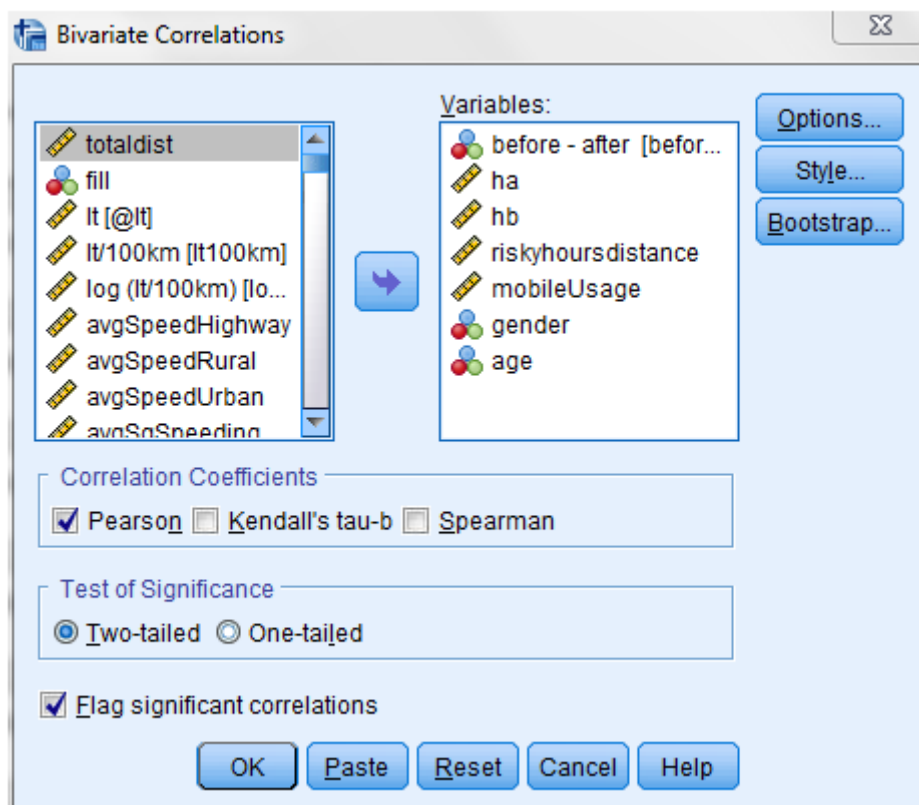 Bivariate Correlations
Variables:
totaldist
fill
lt [@lt]
lt/100km [lt100km]
log (lt/100km) [lo...
avgSpeedHighway
avgSpeedRural
avgSpeedUrban
avgSgSpeeding
before - after [befor...
ha
hb
riskyhoursdistance
mobileUsage
gender
age
Options...
Style...
Bootstrap...
Correlation Coefficients
Pearson Kendall's tau-b Spearman
Test of Significance
Two-tailed One-tailed
Flag significant correlations
OK Paste Reset Cancel Help